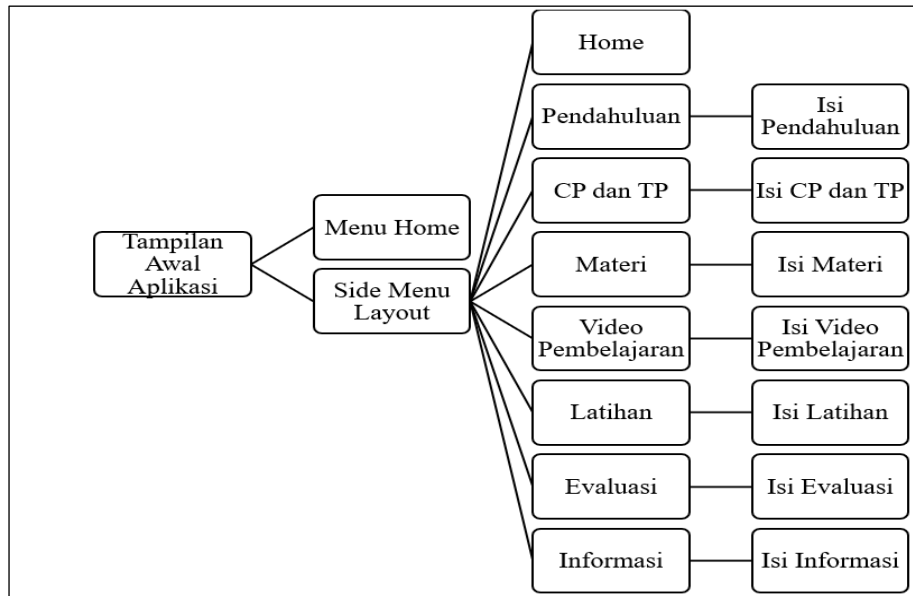 Home
Pendahuluan
Isi
Pendahuluan
CP dan TP
Isi CP dan TP
Menu Home
Tampilan
Awal
Aplikasi
Side Menu
Layout
Materi
Isi Materi
Video
Pembelajaran
Isi Video
Pembelajaran
Latihan
Isi Latihan
Evaluasi
Isi Evaluasi
Informasi
Isi Informasi